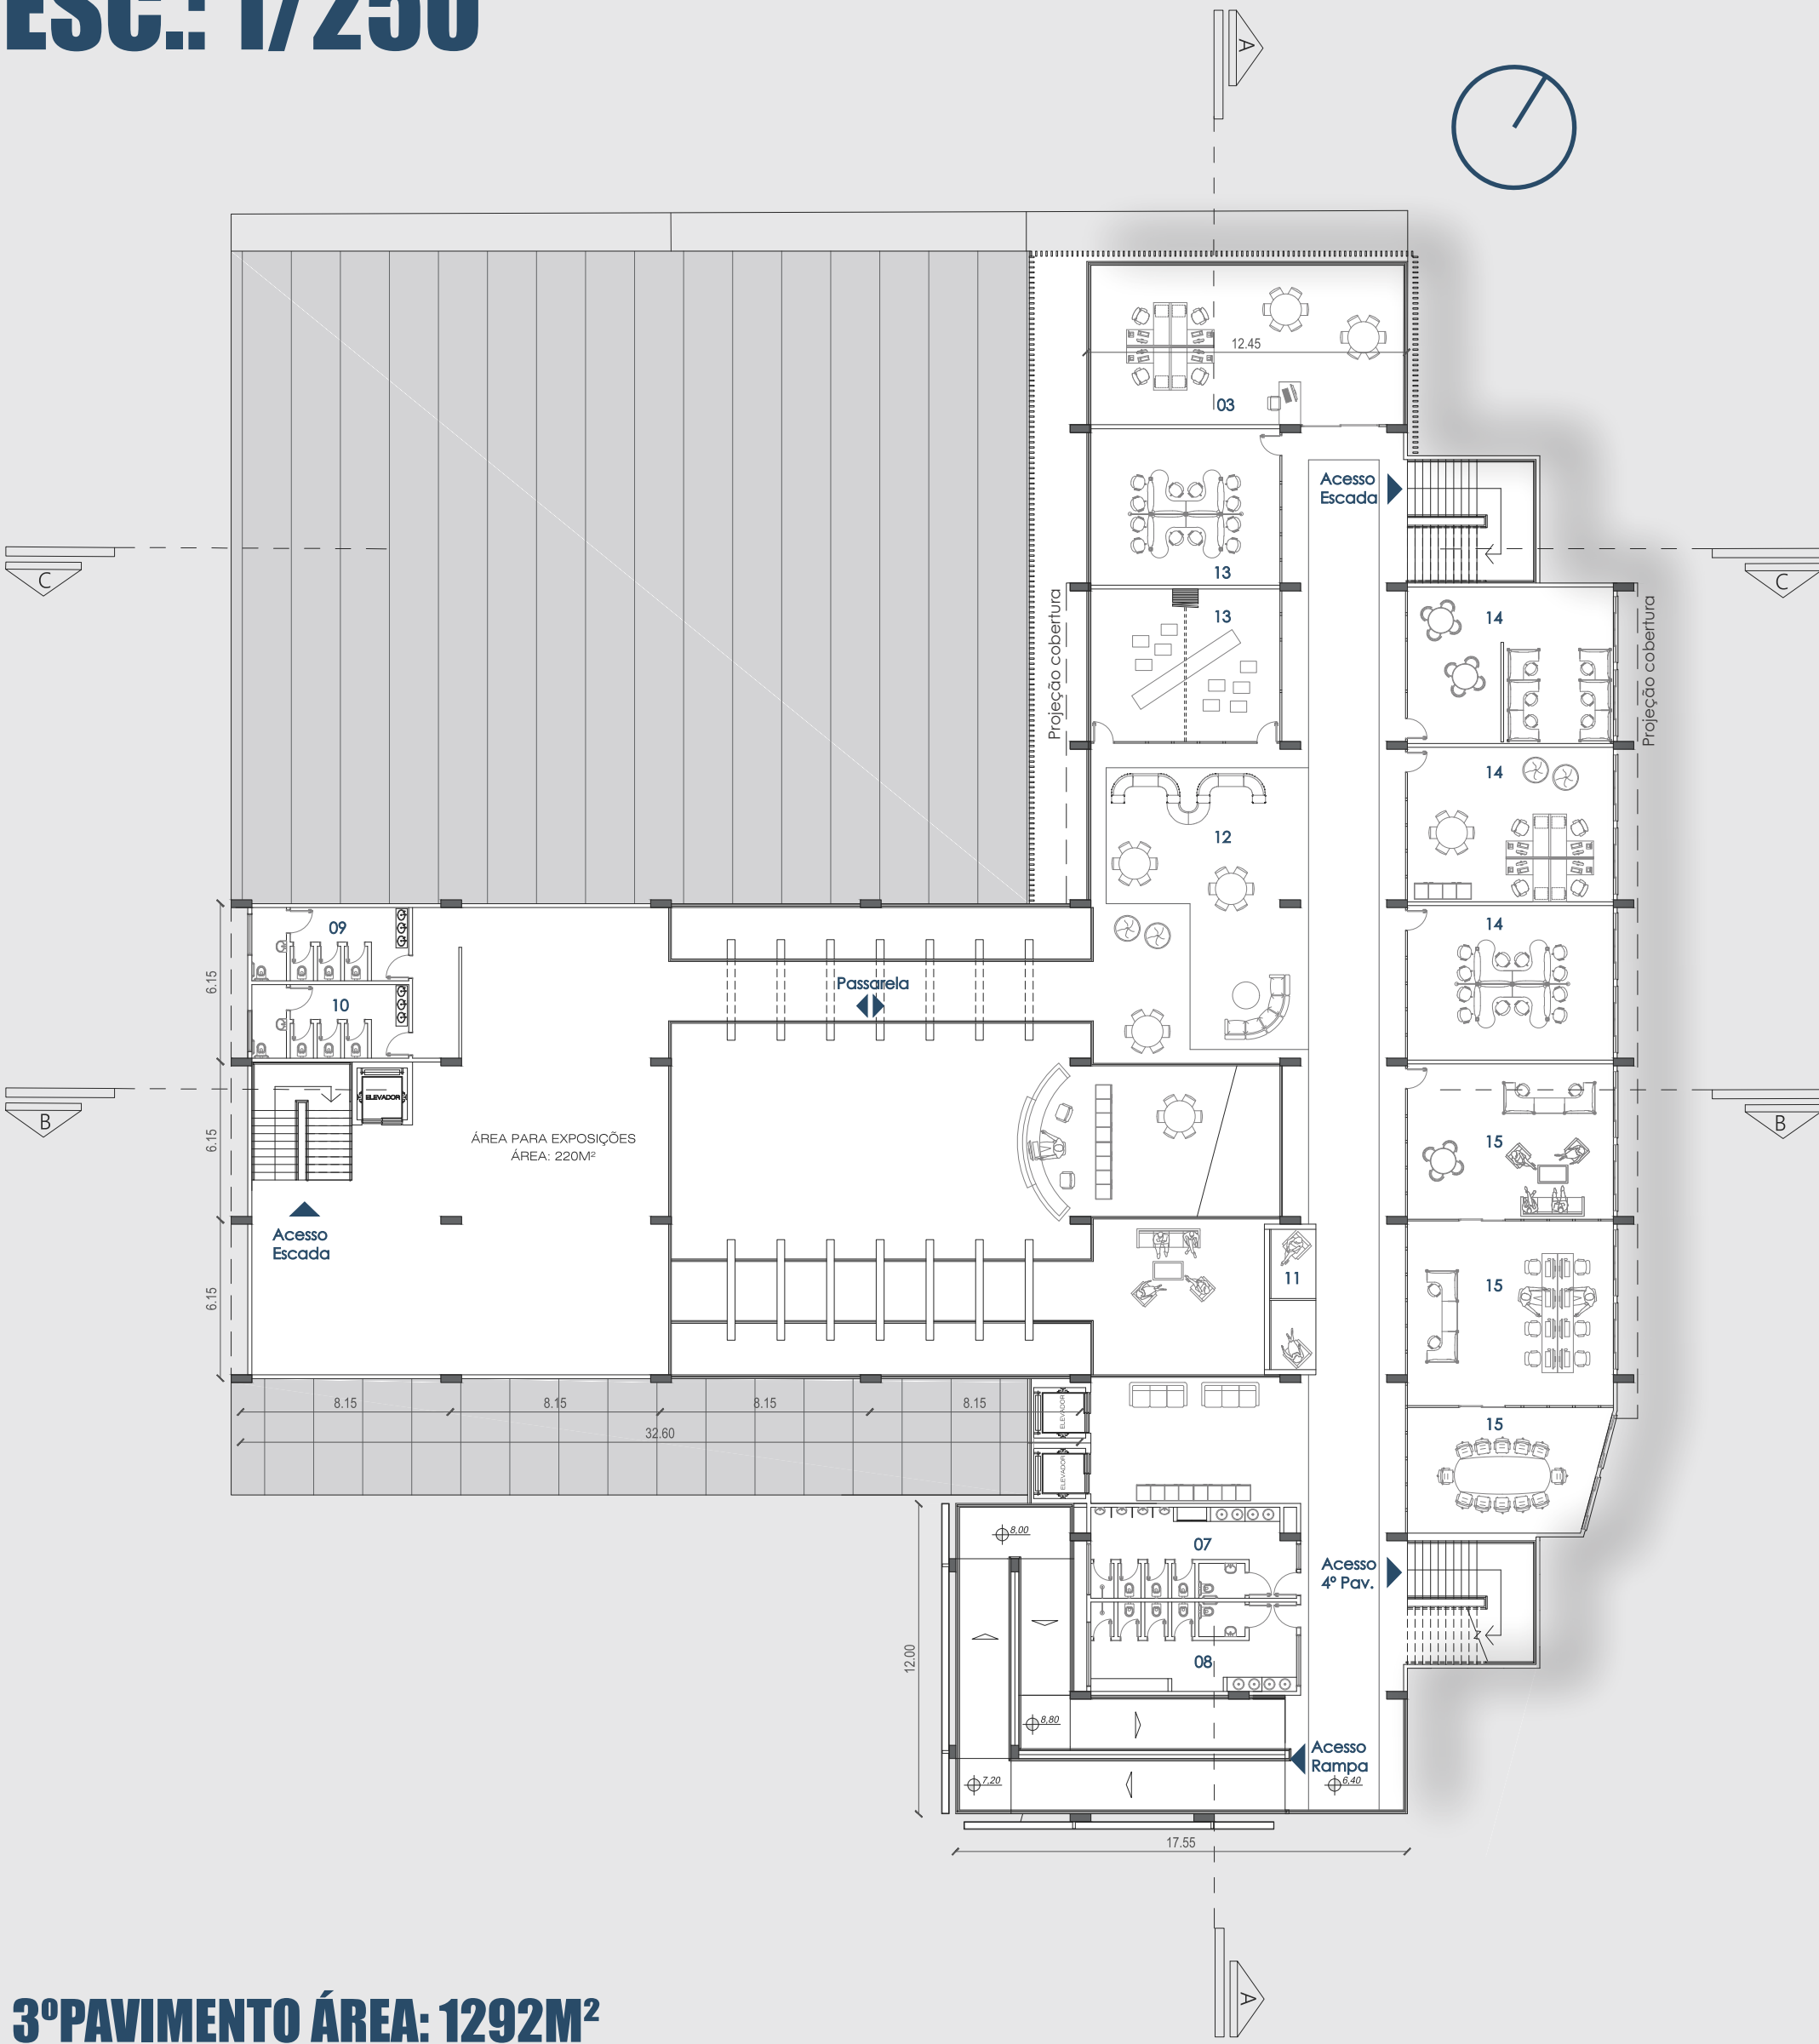 ESC.: 1/250
A
12.45
03
Acesso
Escada
13
C
C
Projeção cobertura
13
14
Projeção cobertura
14
12
09
14
6.15
Passarela
10
B
ELEVADOR
B
ÁREA PARA EXPOSIÇÕES
ÁREA: 220M²
6.15
15
Acesso
Escada
11
15
6.15
8.15
8.15
8.15
8.15
ELEVADOR
32.60
15
ELEVADOR
8,00
07
Acesso
4º Pav.
12.00
08
8,80
Acesso
Rampa
7,20
6,40
17.55
A
3ºPAVIMENTO ÁREA: 1292M²